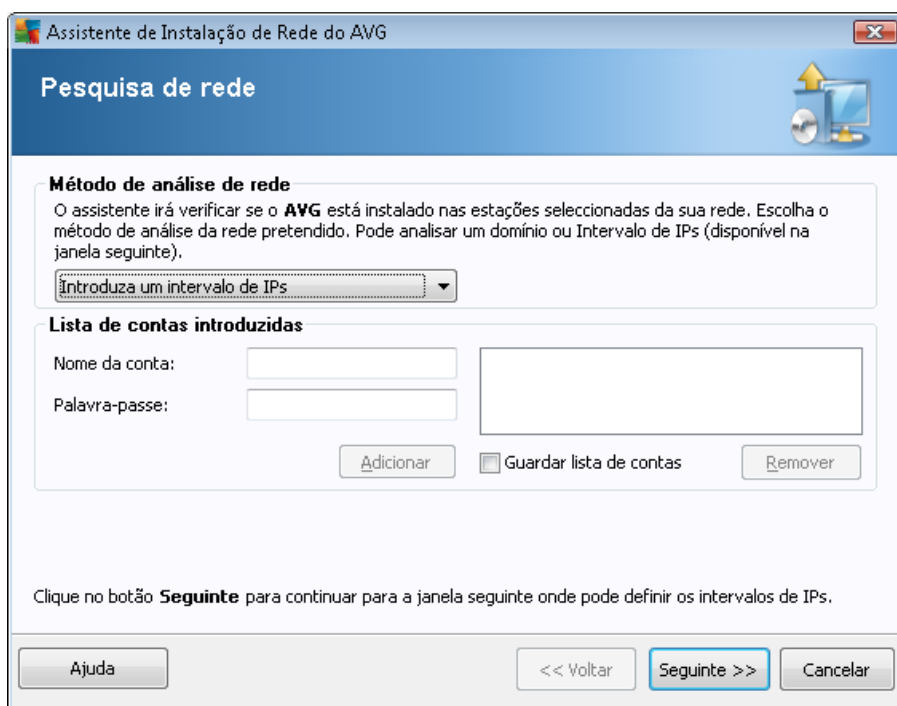 Assistente de Instalação de Rede do AVG
Pesquisa de rede
Método de análise de rede
O assistente irá verificar se o AVG está instalado nas estações seleccionadas da sua rede. Escolha o
método de análise da rede pretendido. Pode analisar um domínio ou Intervalo de IPs (disponível na
janela seguinte).
Introduza um intervalo de IPs
Lista de contas introduzidas
Nome da conta:
Palavra-passe:
Adicionar
Guardar lista de contas
Remover
Clique no botão Seguinte para continuar para a janela seguinte onde pode definir os intervalos de IPs.
Ajuda
<< Voltar
Seguinte >>
Cancelar